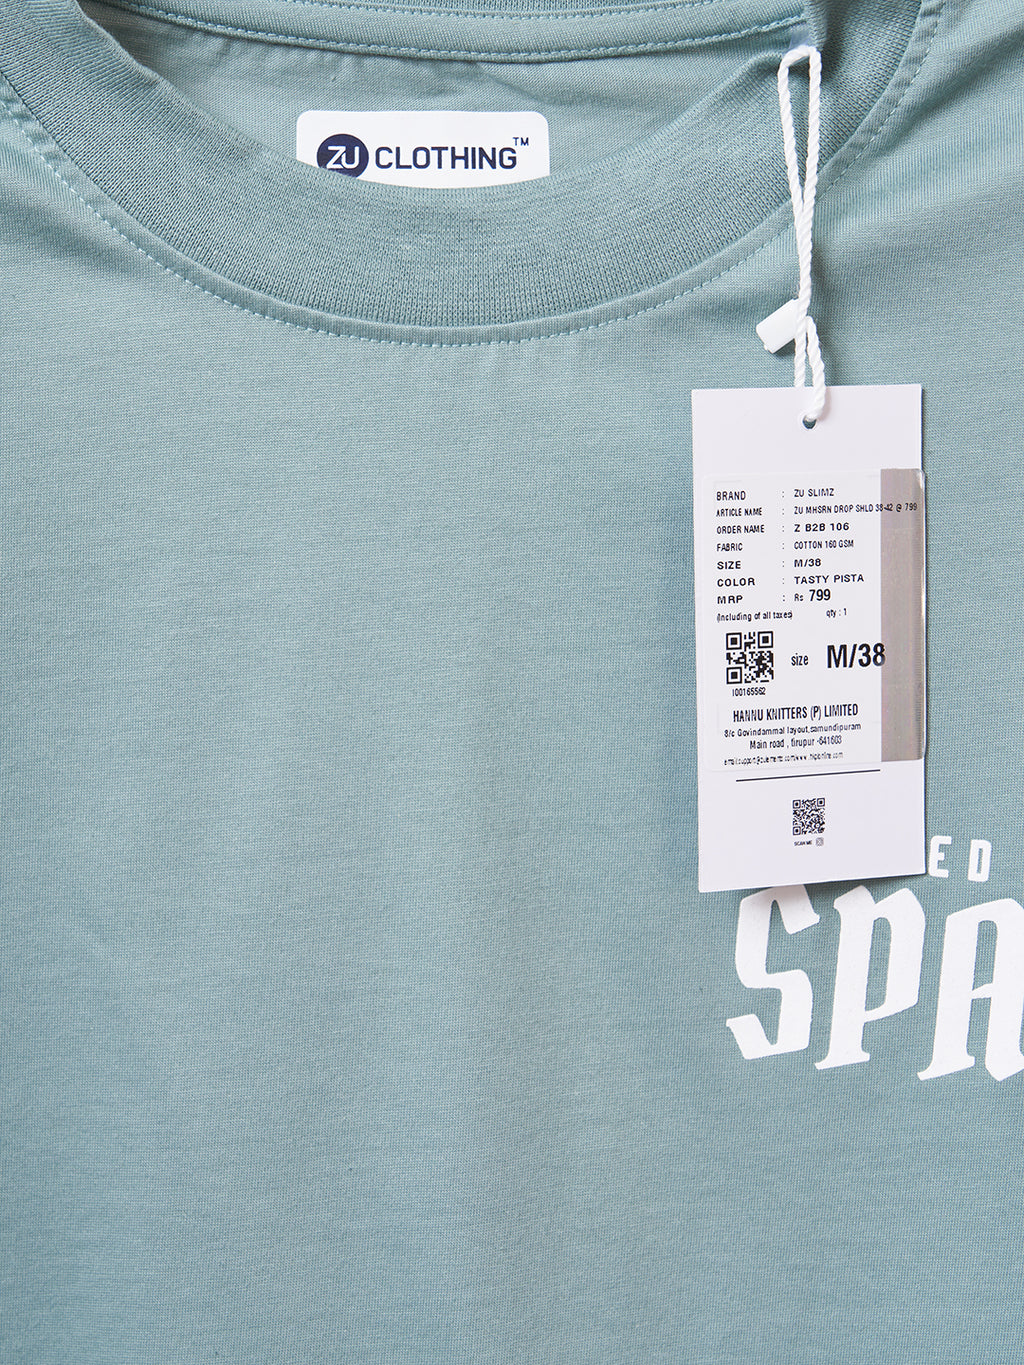 ZU CLOTHING™
BRAND : ZU SLIMZ
ARTICLE NAME : ZU MHSRN DROP SHLD 38-42 @ 799
ORDER NAME : Z B2B 106
FABRIC : COTTON 160 GSM
SIZE : M/38
COLOR : TASTY PISTA
MRP : Rs 799
(Including of all taxes) qty : 1
size M/38
I00165562
HANNU KNITTERS (P) LIMITED
8/c Govindammal layout,samundipuram
Main road , tirupur -641603
SCAN ME
ED
SPA